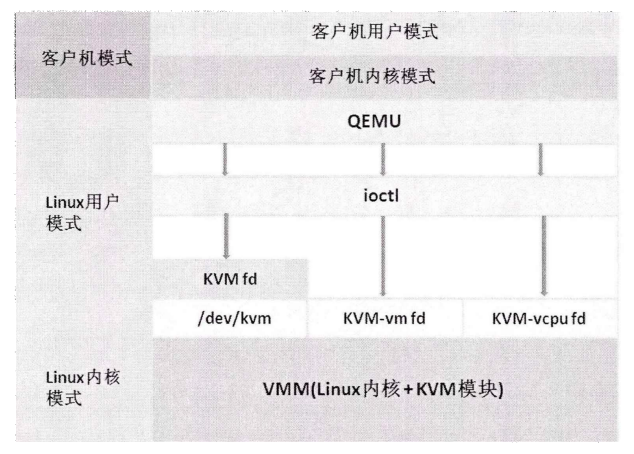 客户机模式
客户机用户模式
客户机内核模式
Linux用户
模式
QEMU
ioctl
KVM fd
/dev/kvm
KVM-vm fd
KVM-vcpu fd
Linux内核
模式
VMM(Linux内核+KVM模块)